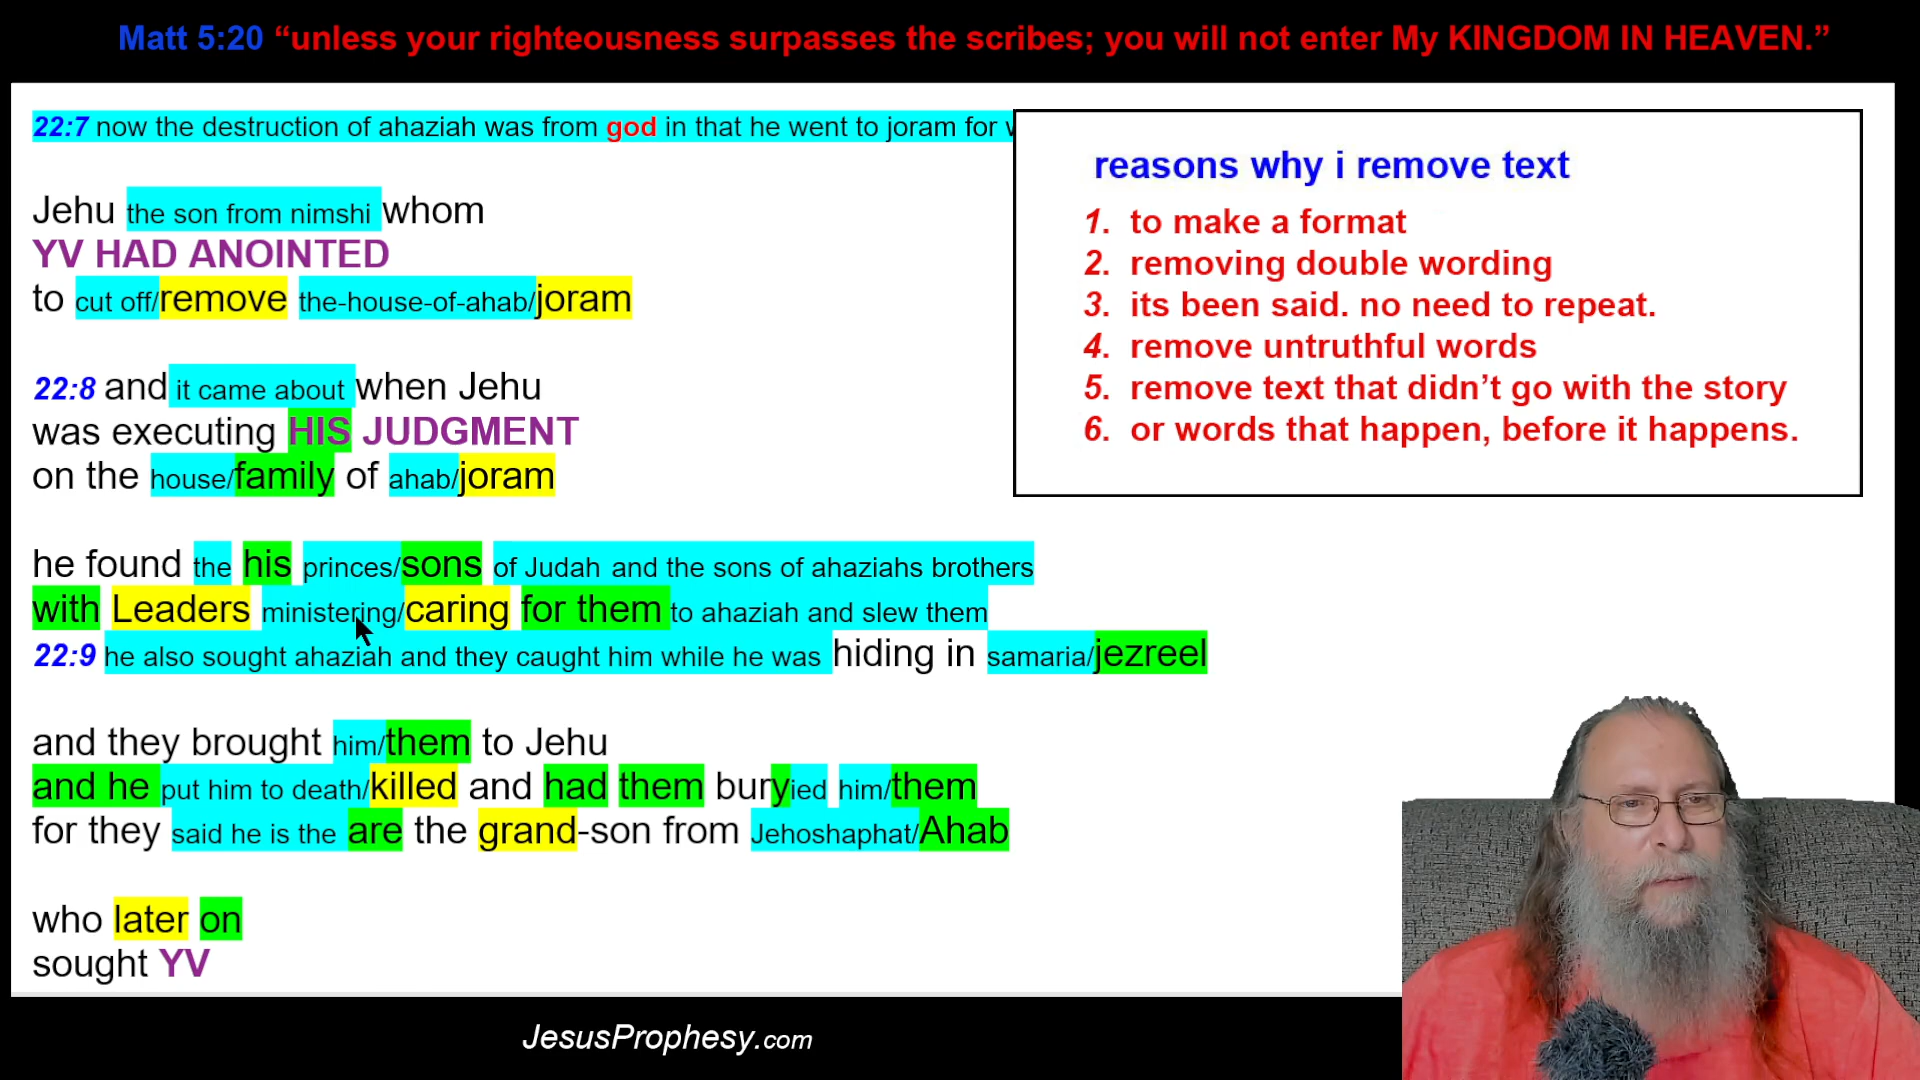 Matt 5:20 “unless your righteousness surpasses the scribes; you will not enter My KINGDOM IN HEAVEN.”
22:7 now the destruction of ahaziah was from god in that he went to joram for
Jehu the son from nimshi whom
YV HAD ANOINTED
to cut off/remove the-house-of-ahab/joram
22:8 and it came about when Jehu
was executing HIS JUDGMENT
on the house/family of ahab/joram
he found the his princes/sons of Judah and the sons of ahaziahs brothers
with Leaders ministering/caring for them to ahaziah and slew them
22:9 he also sought ahaziah and they caught him while he was hiding in samaria/jezreel
and they brought him/them to Jehu
and he put him to death/killed and had them buryied him/them
for they said he is the are the grand-son from Jehoshaphat/Ahab
who later on
sought YV
reasons why i remove text
1. to make a format
2. removing double wording
3. its been said. no need to repeat.
4. remove untruthful words
5. remove text that didn’t go with the story
6. or words that happen, before it happens.
JesusProphesy.com